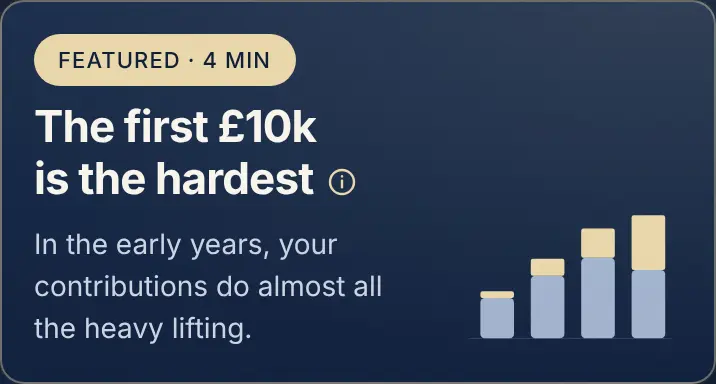 FEATURED · 4 MIN
The first £10k
is the hardest
In the early years, your
contributions do almost all
the heavy lifting.